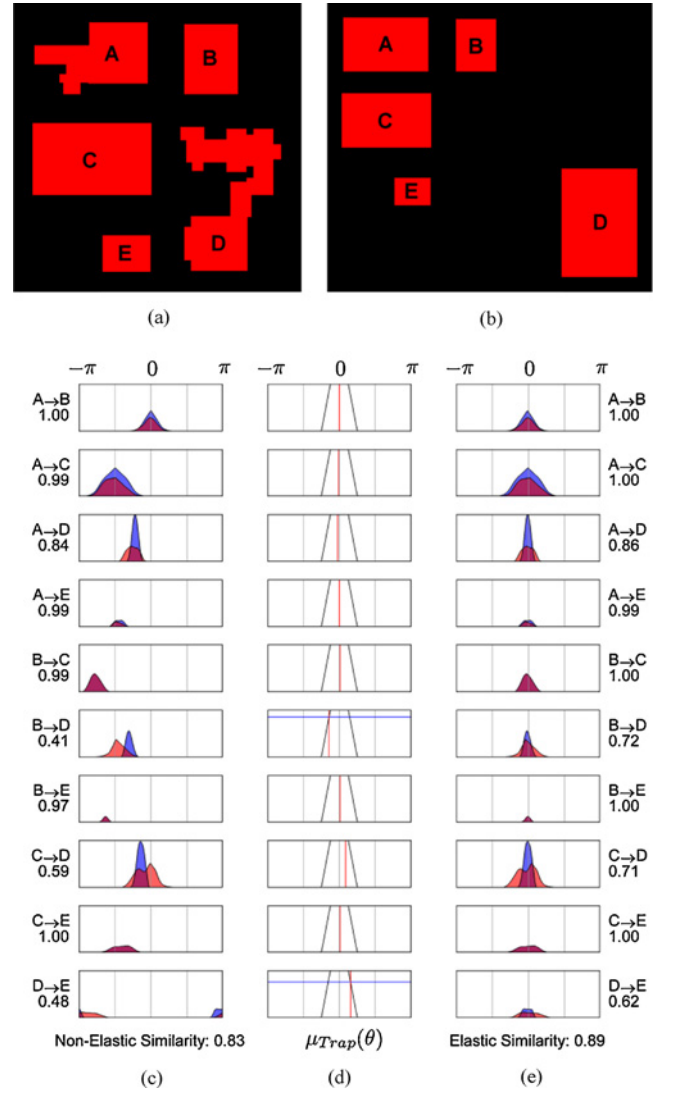 A B
C
E D
(a)
A B
C
E
D
(b)
−π 0 π −π 0 π −π 0 π
A→B A→B
1.00 1.00
A→C A→C
0.99 1.00
A→D A→D
0.84 0.86
A→E A→E
0.99 0.99
B→C B→C
0.99 1.00
B→D B→D
0.41 0.72
B→E B→E
0.97 1.00
C→D C→D
0.59 0.71
C→E C→E
1.00 1.00
D→E D→E
0.48 0.62
Non-Elastic Similarity: 0.83 μTrap(θ) Elastic Similarity: 0.89
(c) (d) (e)